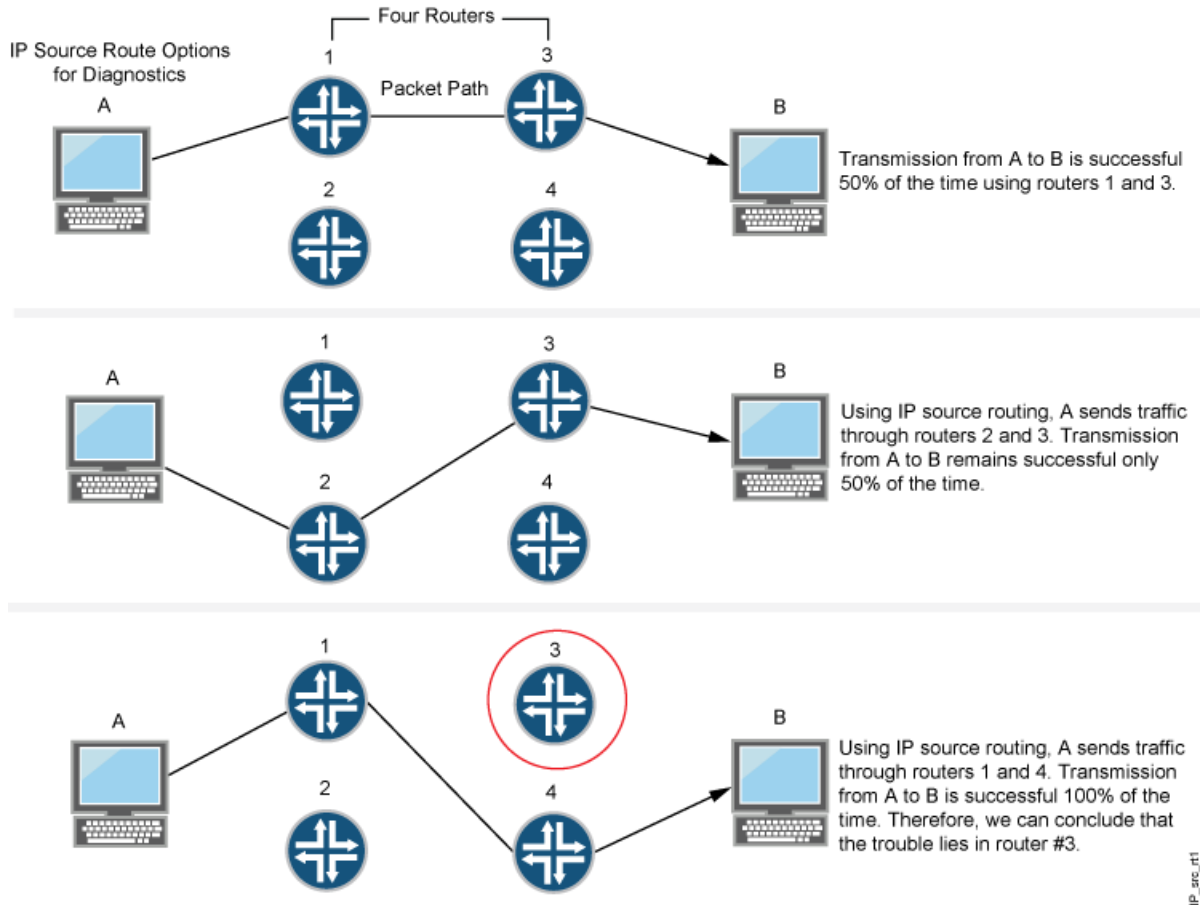 Four Routers
IP Source Route Options
for Diagnostics
1
3
A
Packet Path
B
Transmission from A to B is successful
50% of the time using routers 1 and 3.
2
4
1
3
A
B
Using IP source routing, A sends traffic
through routers 2 and 3. Transmission
from A to B remains successful only
50% of the time.
2
4
1
3
A
B
Using IP source routing, A sends traffic
through routers 1 and 4. Transmission
from A to B is successful 100% of the
time. Therefore, we can conclude that
the trouble lies in router #3.
2
4
IP_src_rt1